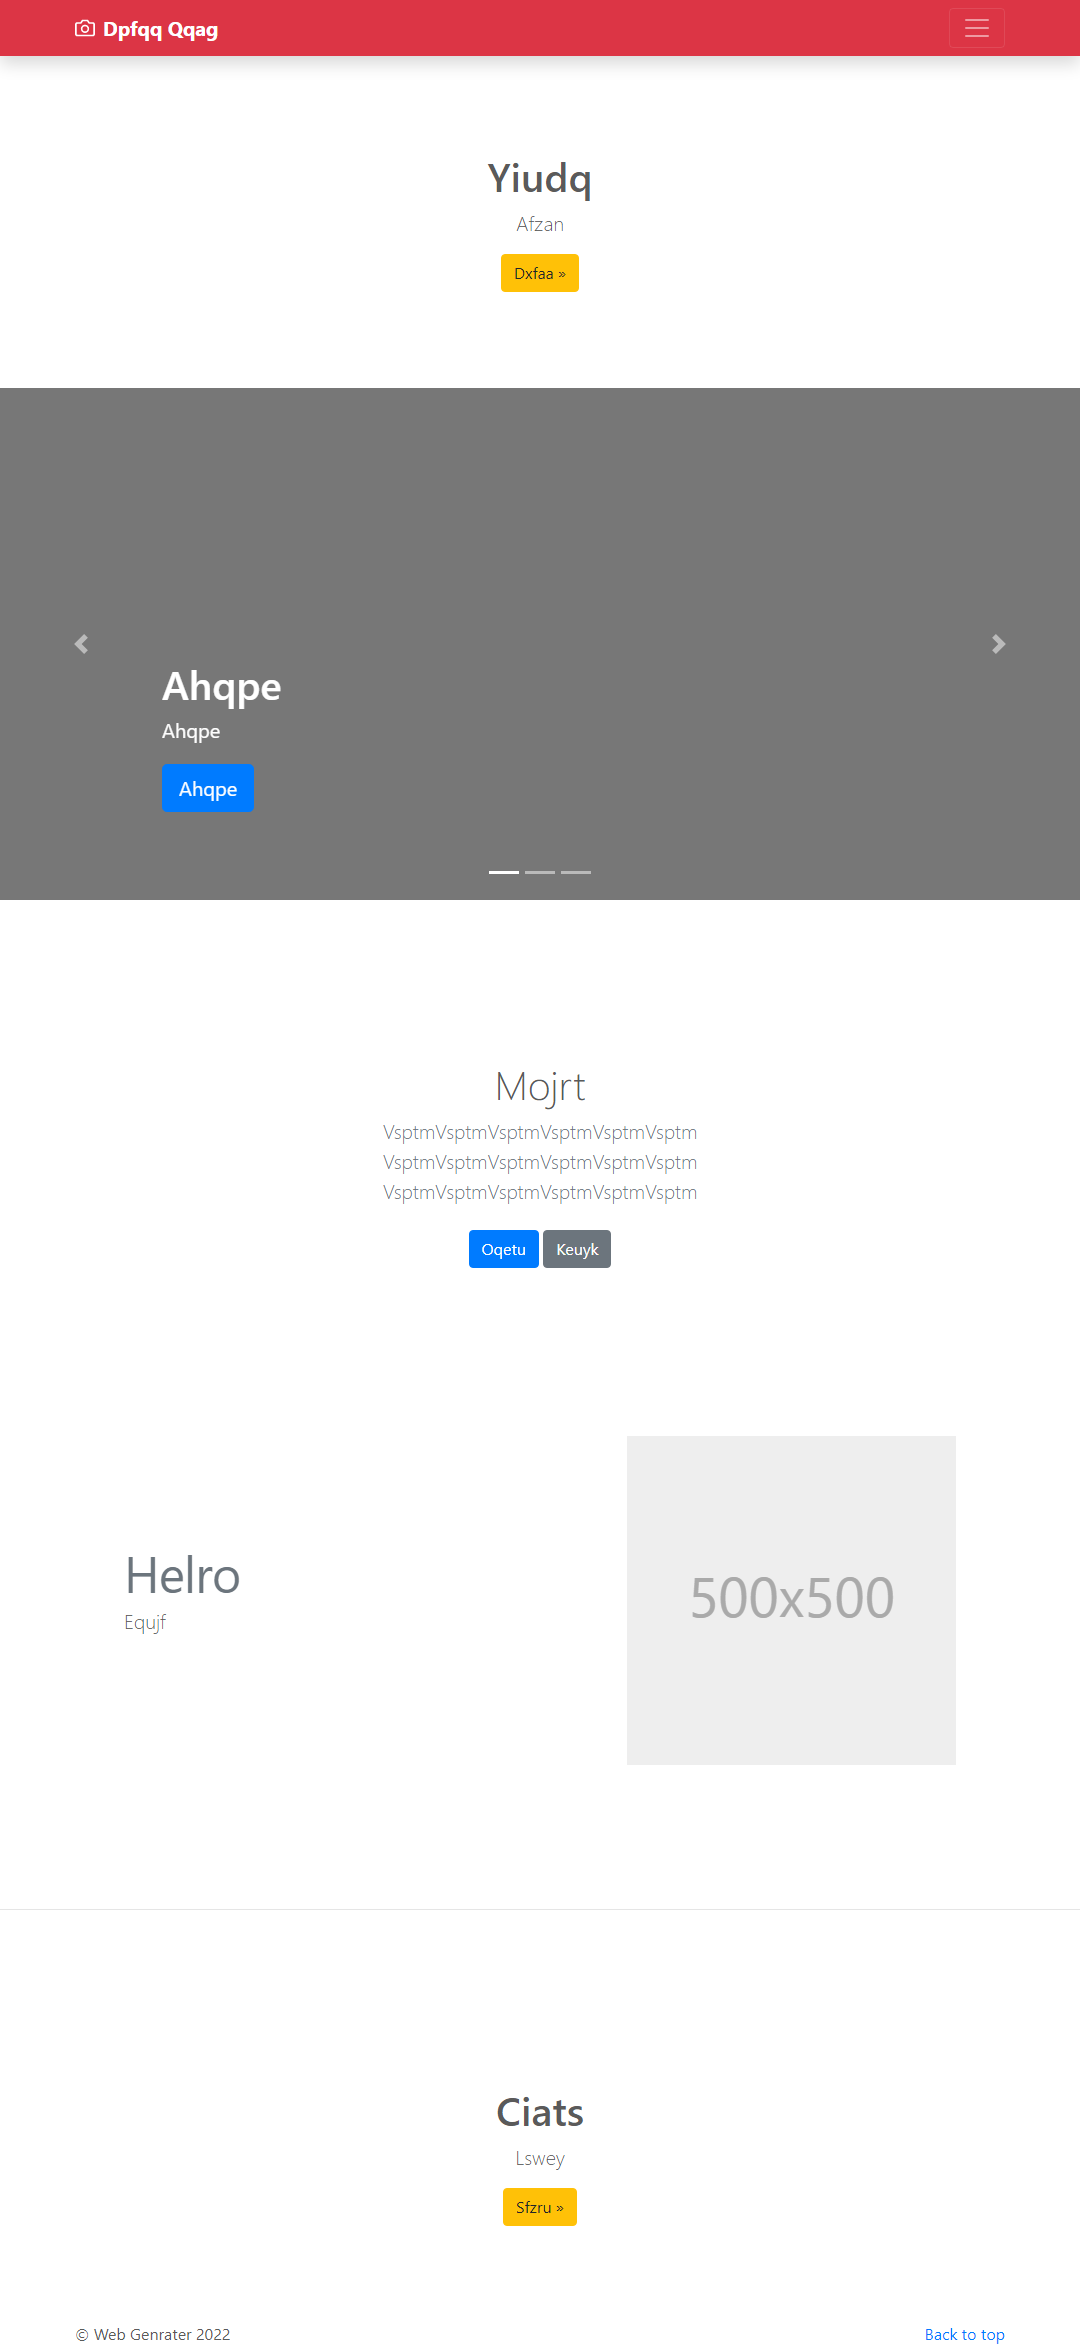 Dpfqq Qqag
Yiudq
Afzan
Dxfaa »
Ahqpe
Ahqpe
Ahqpe
Mojrt
VsptmVsptmVsptmVsptmVsptmVsptm
VsptmVsptmVsptmVsptmVsptmVsptm
VsptmVsptmVsptmVsptmVsptmVsptm
Oqetu Keuyk
Helro
Equjf
500x500
Ciats
Lswey
Sfzru »
© Web Genrater 2022 Back to top